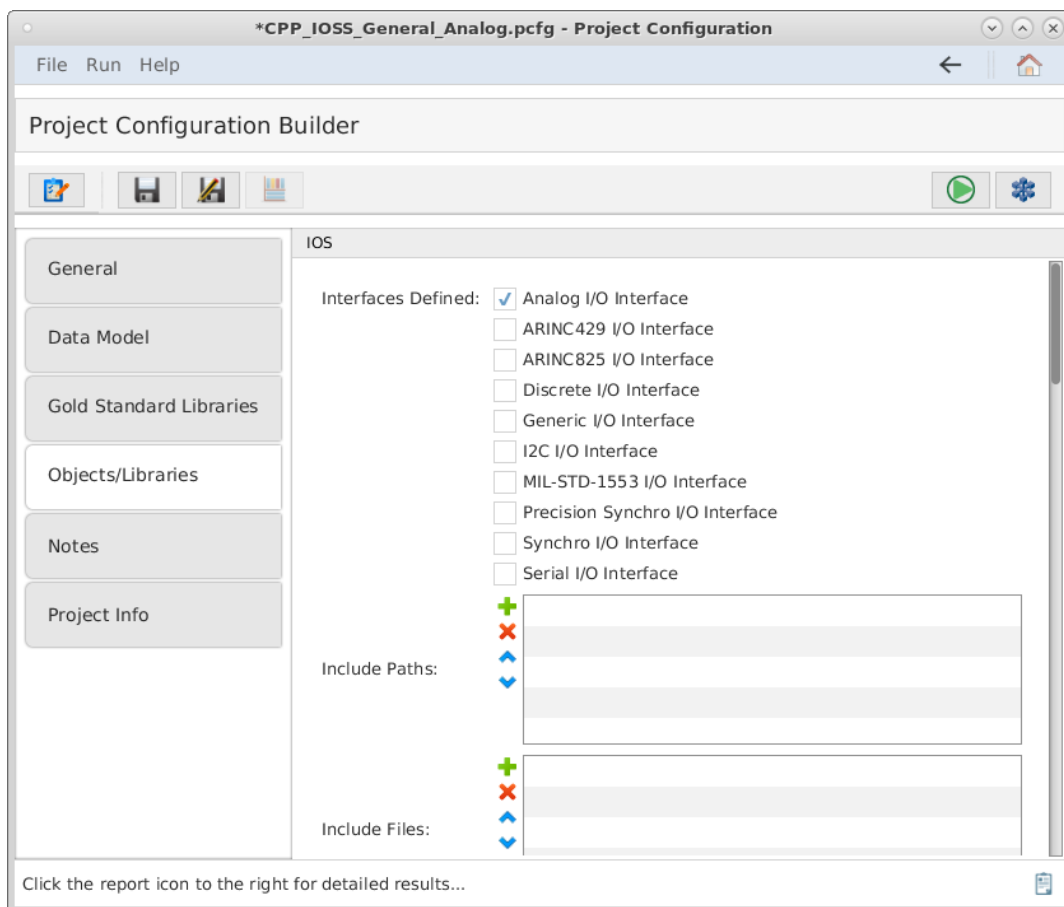 *CPP_IOSS_General_Analog.pcfg - Project Configuration
File Run Help
Project Configuration Builder
General
Data Model
Gold Standard Libraries
Objects/Libraries
Notes
Project Info
IOS
Interfaces Defined:
Analog I/O Interface
ARINC429 I/O Interface
ARINC825 I/O Interface
Discrete I/O Interface
Generic I/O Interface
I2C I/O Interface
MIL-STD-1553 I/O Interface
Precision Synchro I/O Interface
Synchro I/O Interface
Serial I/O Interface
Include Paths:
Include Files:
Click the report icon to the right for detailed results...